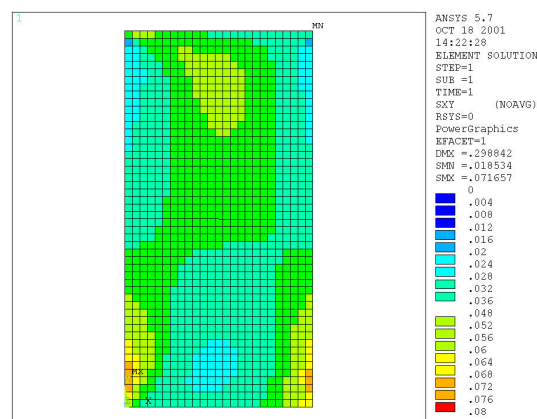 1
MN
MX
X
ANSYS 5.7
OCT 18 2001
14:22:28
ELEMENT SOLUTION
STEP=1
SUB =1
TIME=1
SXY (NOAVG)
RSYS=0
PowerGraphics
EFACET=1
DMX =.298842
SMN =.018534
SMX =.071657
0
.004
.008
.012
.016
.02
.024
.028
.032
.036
.048
.052
.056
.06
.064
.068
.072
.076
.08